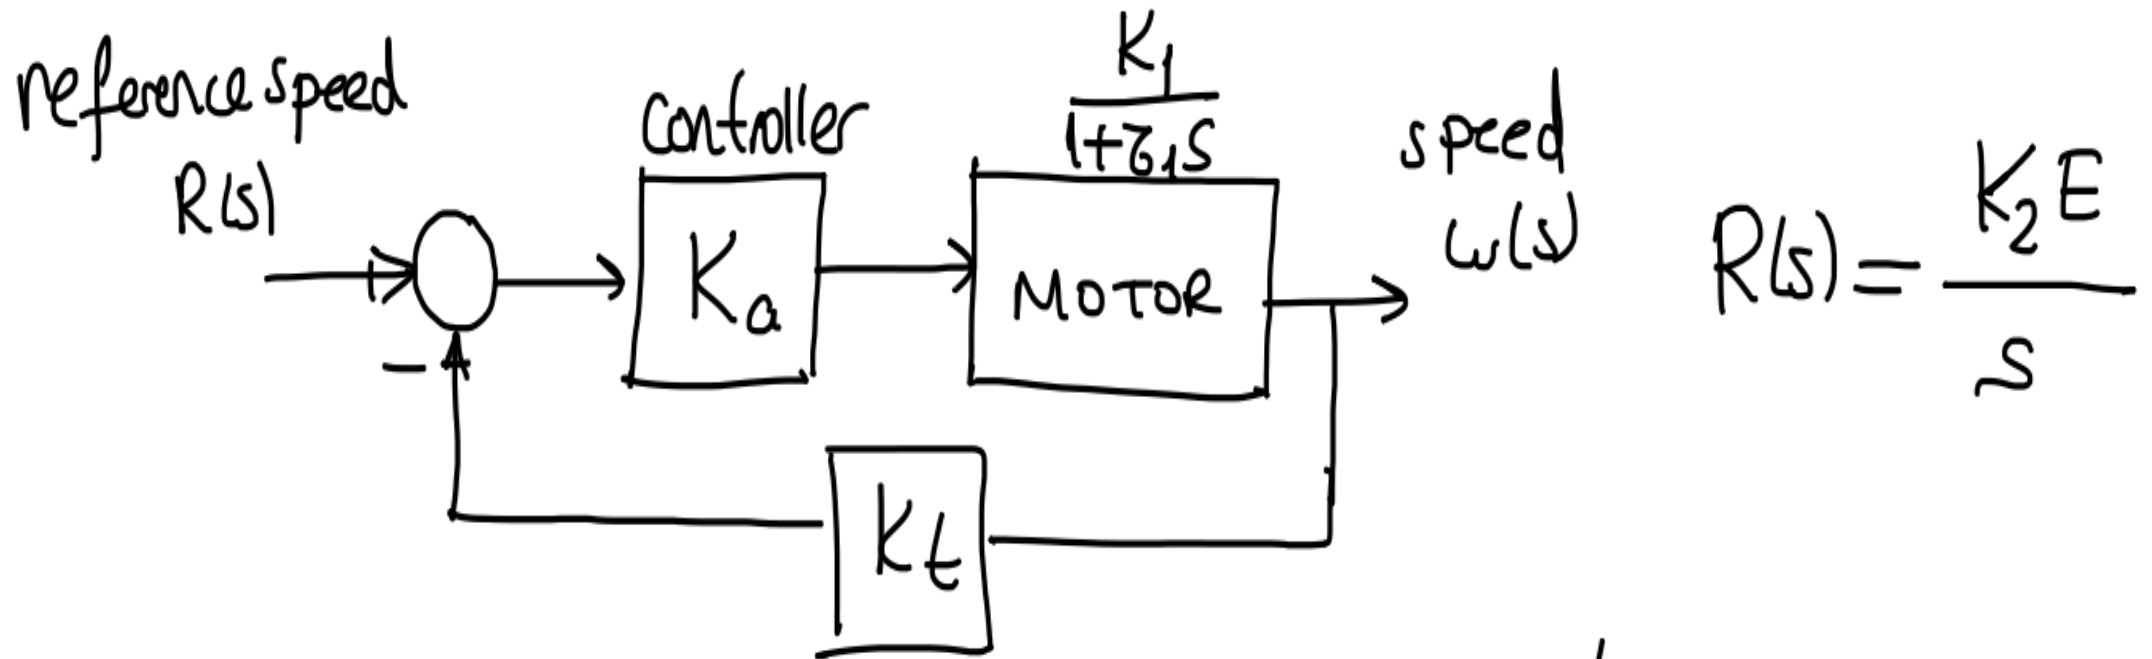 reference speed
R(s)
+
-
controller
Ka
K₁
1+τ₁s
MOTOR
speed
ω(s)
Kt
R(s)=
K₂E
s